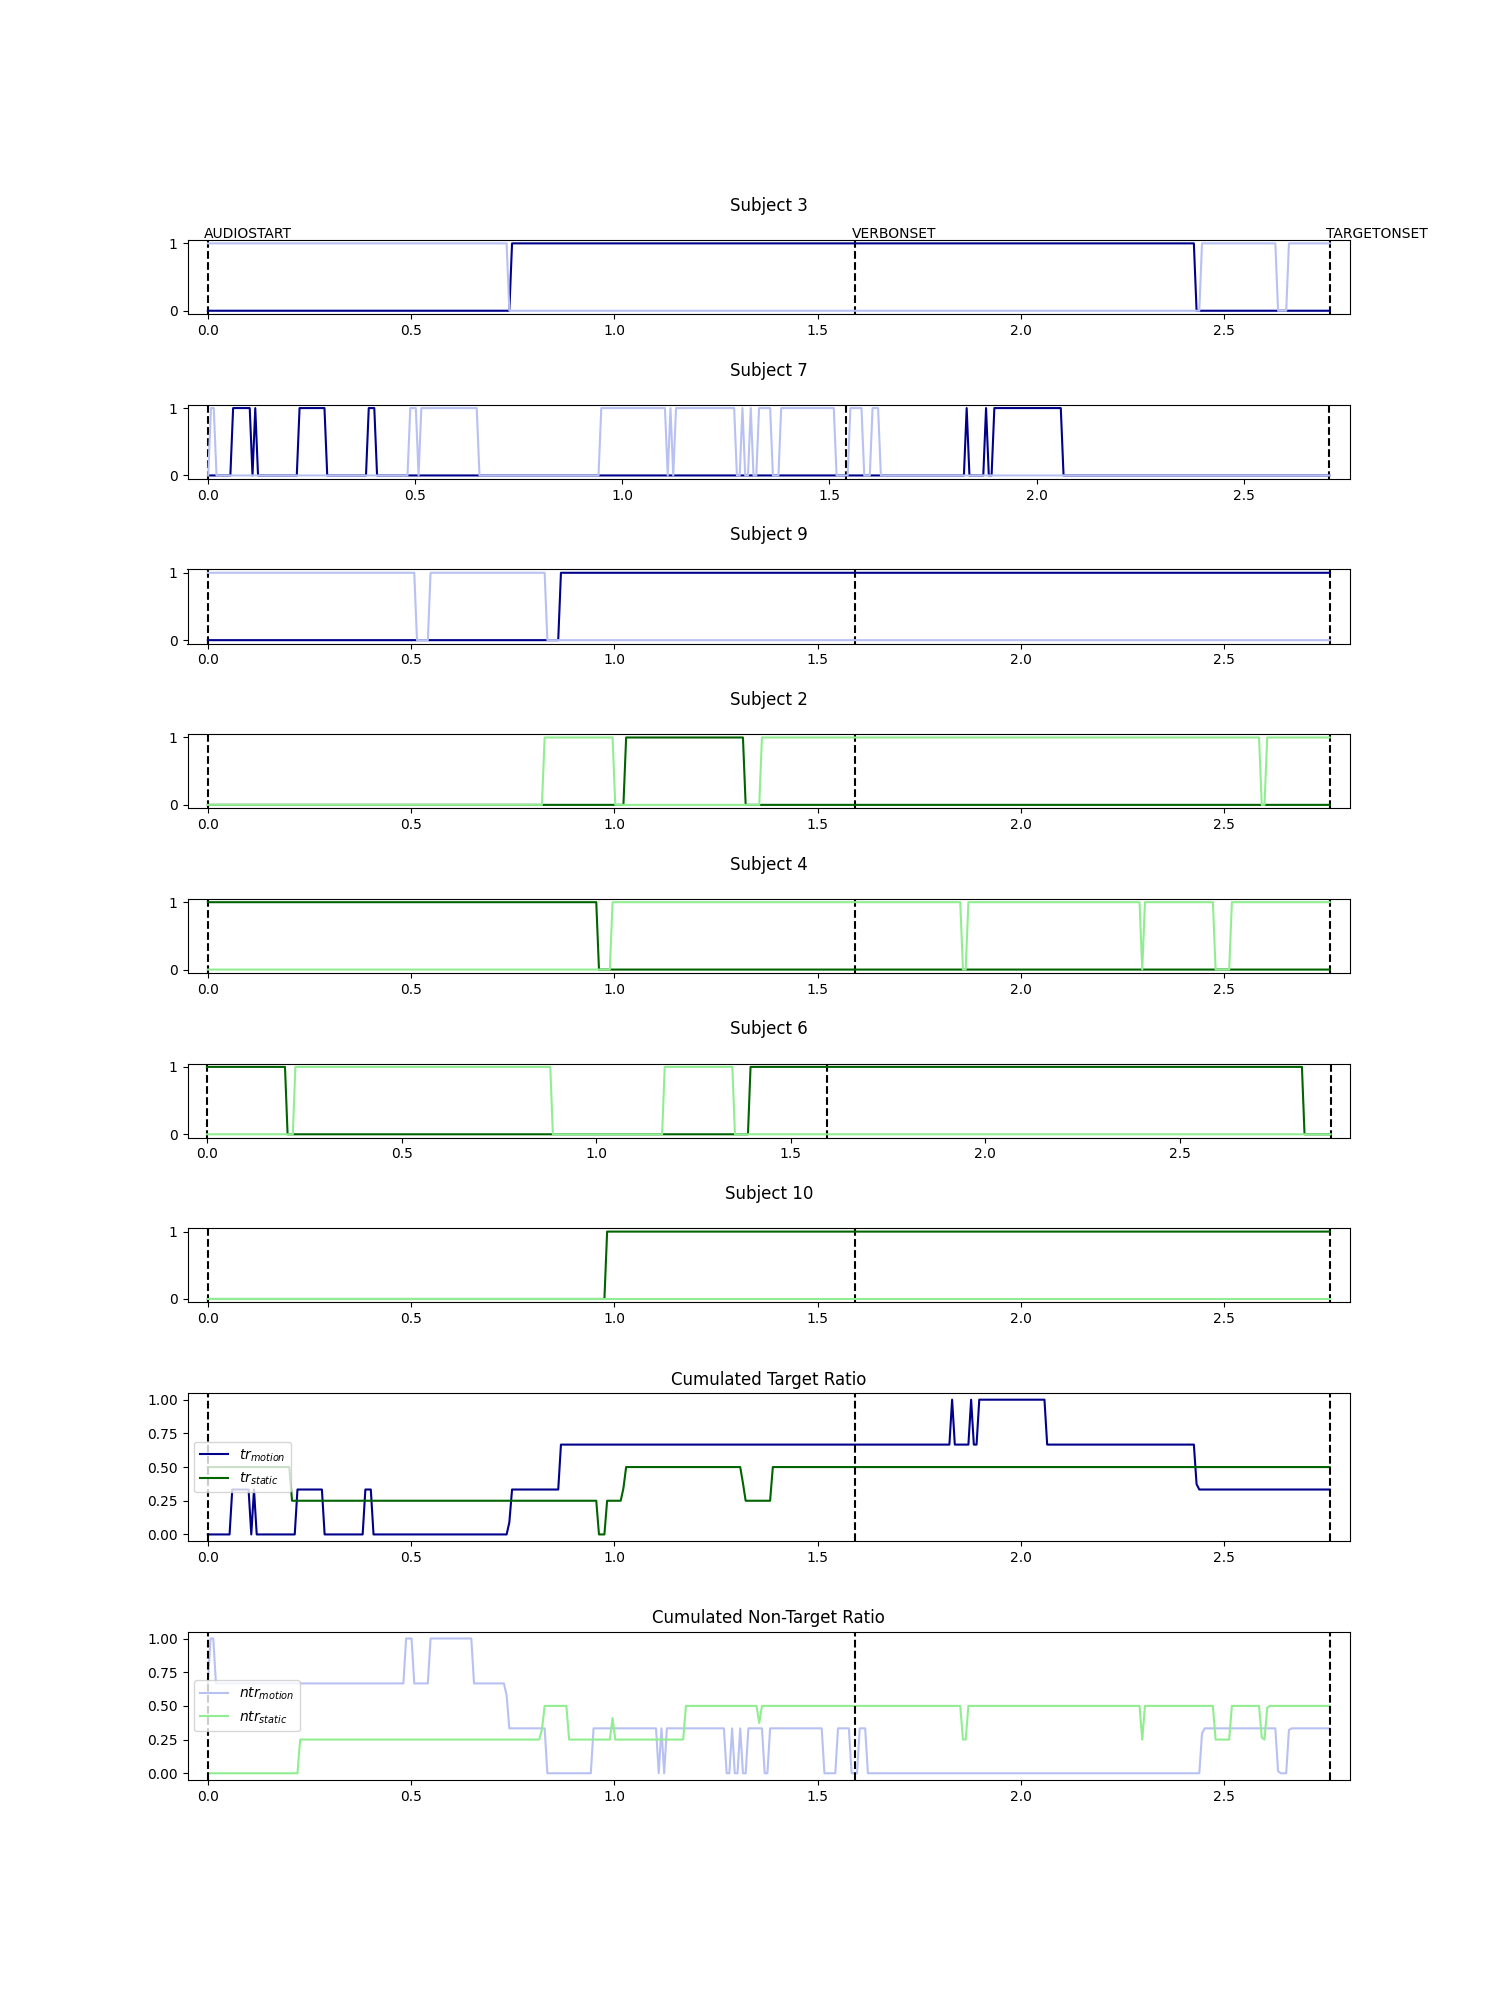 Subject 3
AUDIOSTART VERBONSET TARGETONSET
1
0
0.0 0.5 1.0 1.5 2.0 2.5
Subject 7
1
0
0.0 0.5 1.0 1.5 2.0 2.5
Subject 9
1
0
0.0 0.5 1.0 1.5 2.0 2.5
Subject 2
1
0
0.0 0.5 1.0 1.5 2.0 2.5
Subject 4
1
0
0.0 0.5 1.0 1.5 2.0 2.5
Subject 6
1
0
0.0 0.5 1.0 1.5 2.0 2.5
Subject 10
1
0
0.0 0.5 1.0 1.5 2.0 2.5
Cumulated Target Ratio
1.00
0.75
tr motion
0.50
tr static
0.25
0.00
0.0 0.5 1.0 1.5 2.0 2.5
Cumulated Non-Target Ratio
1.00
0.75
ntr motion
0.50
ntr static
0.25
0.00
0.0 0.5 1.0 1.5 2.0 2.5